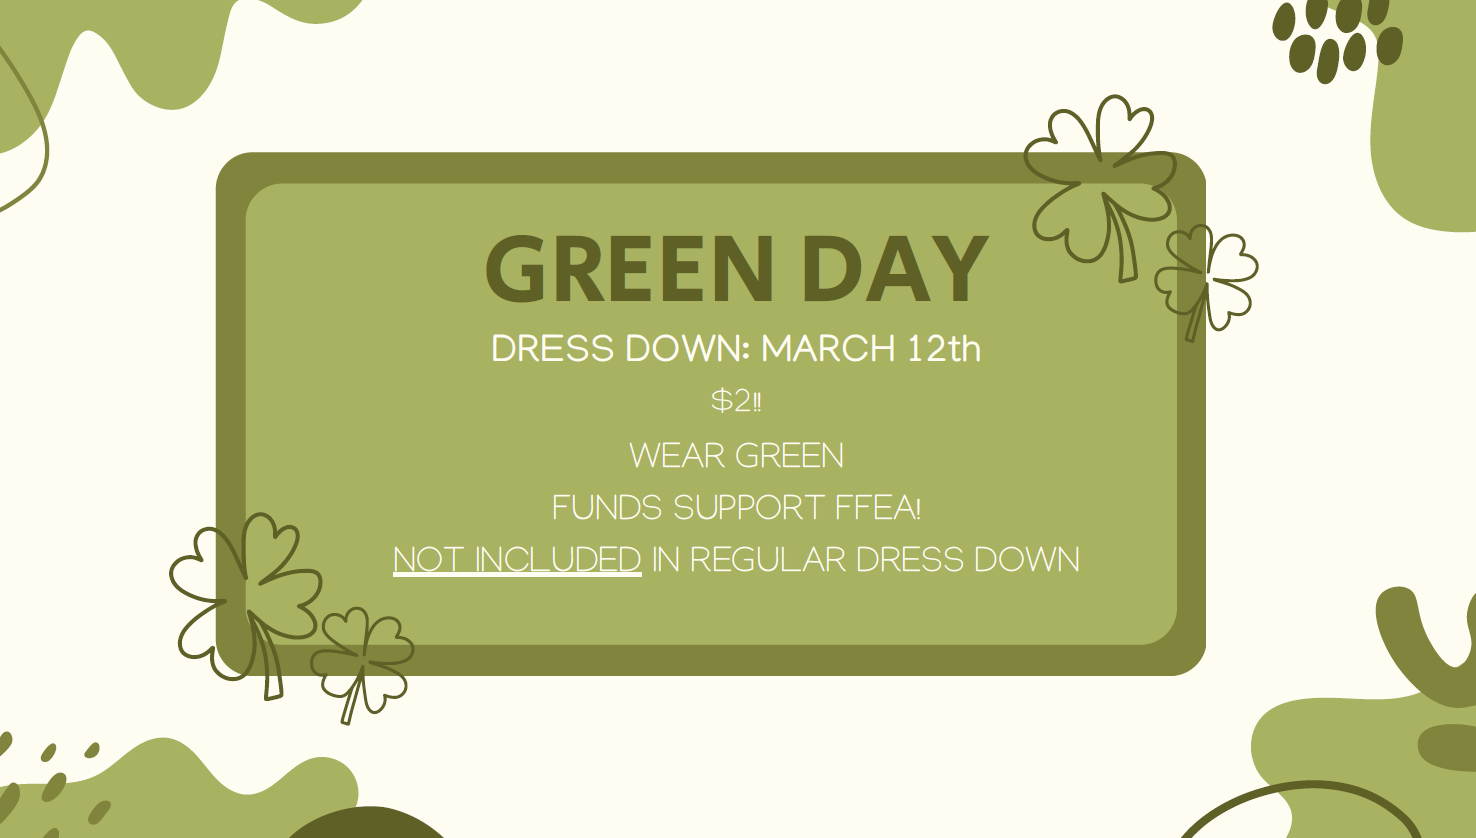 GREEN DAY
DRESS DOWN: MARCH 12th
$2!!
WEAR GREEN
FUNDS SUPPORT FFEA!
NOT INCLUDED IN REGULAR DRESS DOWN